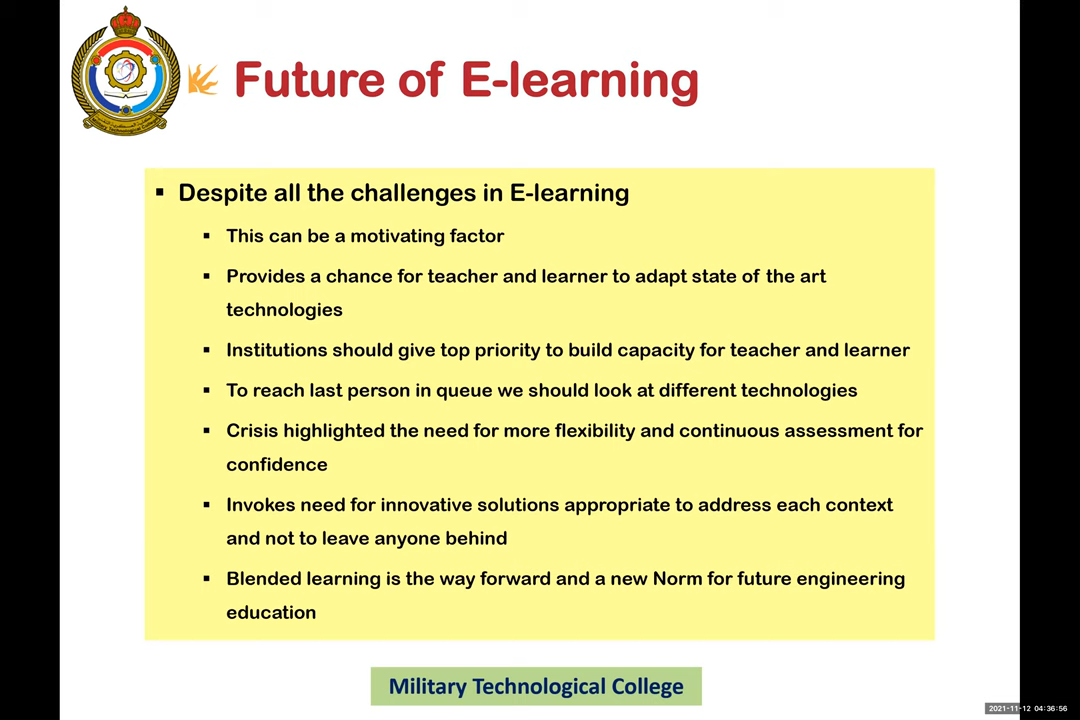 Future of E-learning
Despite all the challenges in E-learning
This can be a motivating factor
Provides a chance for teacher and learner to adapt state of the art
technologies
Institutions should give top priority to build capacity for teacher and learner
To reach last person in queue we should look at different technologies
Crisis highlighted the need for more flexibility and continuous assessment for
confidence
Invokes need for innovative solutions appropriate to address each context
and not to leave anyone behind
Blended learning is the way forward and a new Norm for future engineering
education
Military Technological College
2021-11-12 04:36:56